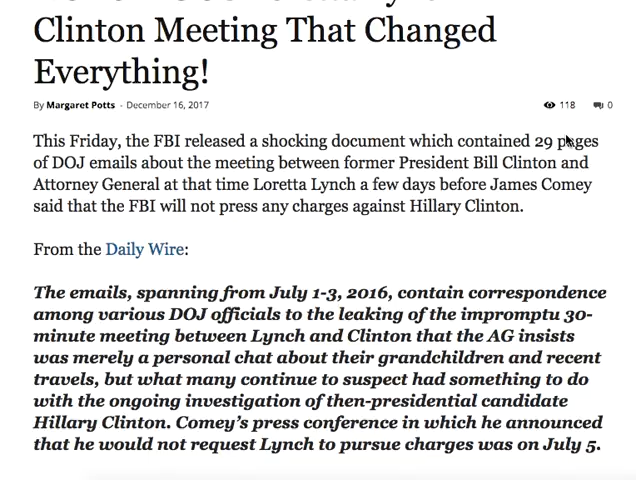 Clinton Meeting That Changed
Everything!
By Margaret Potts - December 16, 2017 118 0
This Friday, the FBI released a shocking document which contained 29 pages
of DOJ emails about the meeting between former President Bill Clinton and
Attorney General at that time Loretta Lynch a few days before James Comey
said that the FBI will not press any charges against Hillary Clinton.
From the Daily Wire:
The emails, spanning from July 1-3, 2016, contain correspondence
among various DOJ officials to the leaking of the impromptu 30-
minute meeting between Lynch and Clinton that the AG insists
was merely a personal chat about their grandchildren and recent
travels, but what many continue to suspect had something to do
with the ongoing investigation of then-presidential candidate
Hillary Clinton. Comey's press conference in which he announced
that he would not request Lynch to pursue charges was on July 5.